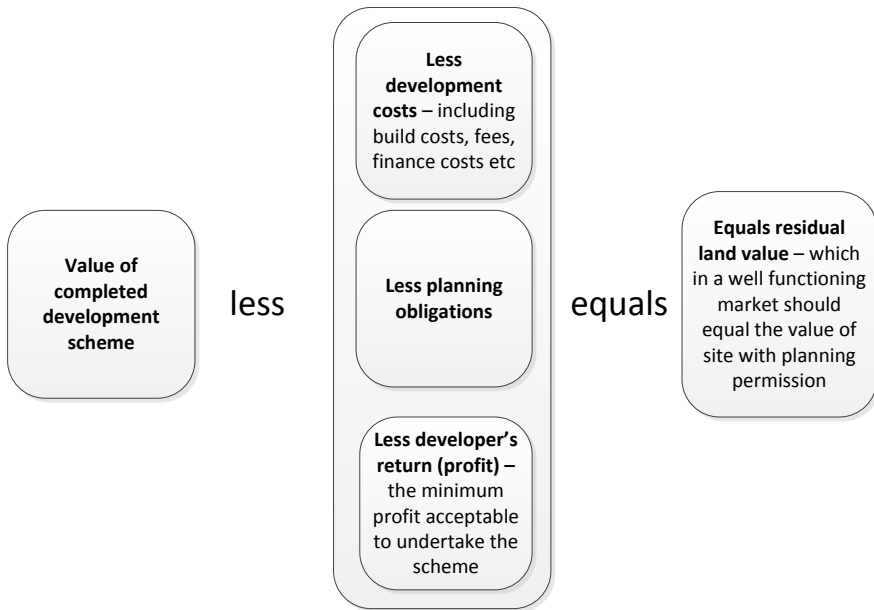 Value of
completed
development
scheme
less
Less
development
costs – including
build costs, fees,
finance costs etc
Less planning
obligations
Less developer's
return (profit) –
the minimum
profit acceptable
to undertake the
scheme
equals
Equals residual
land value – which
in a well functioning
market should
equal the value of
site with planning
permission